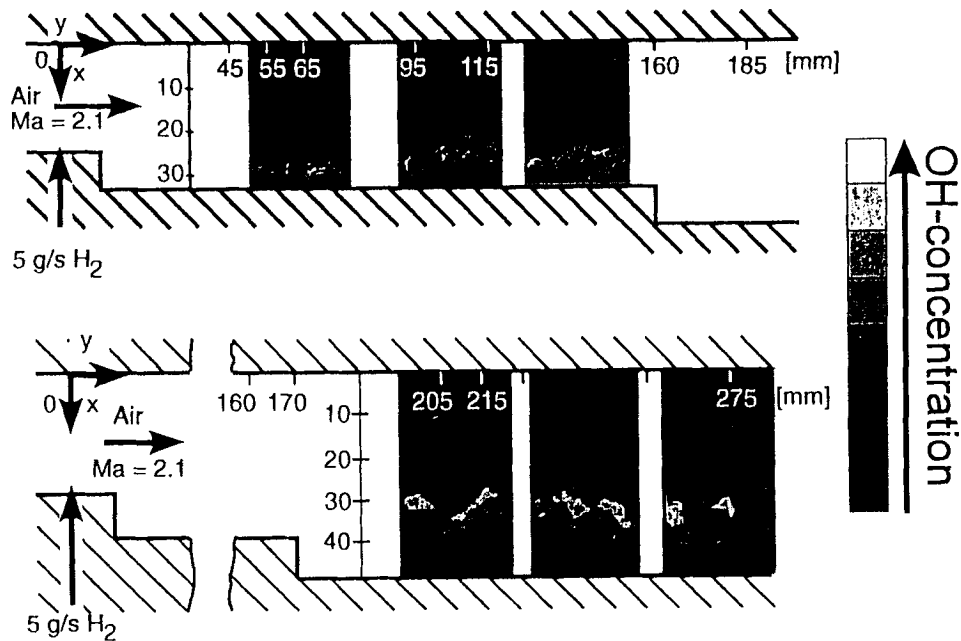 y
0
x
45 55 65 95 115 160 185 [mm]
10
20
30
Air
Ma = 2.1
5 g/s H₂
OH-concentration
y
0
x
160 170 205 215 275 [mm]
10
20
30
40
Air
Ma = 2.1
5 g/s H₂